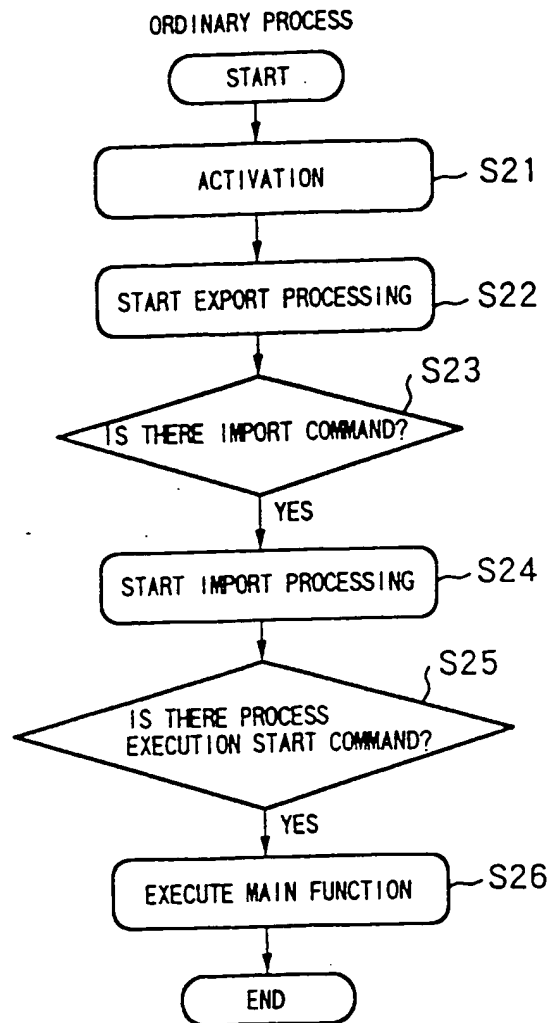 ORDINARY PROCESS
START
ACTIVATION
S21
START EXPORT PROCESSING
S22
S23
IS THERE IMPORT COMMAND?
YES
START IMPORT PROCESSING
S24
S25
IS THERE PROCESS
EXECUTION START COMMAND?
YES
EXECUTE MAIN FUNCTION
S26
END